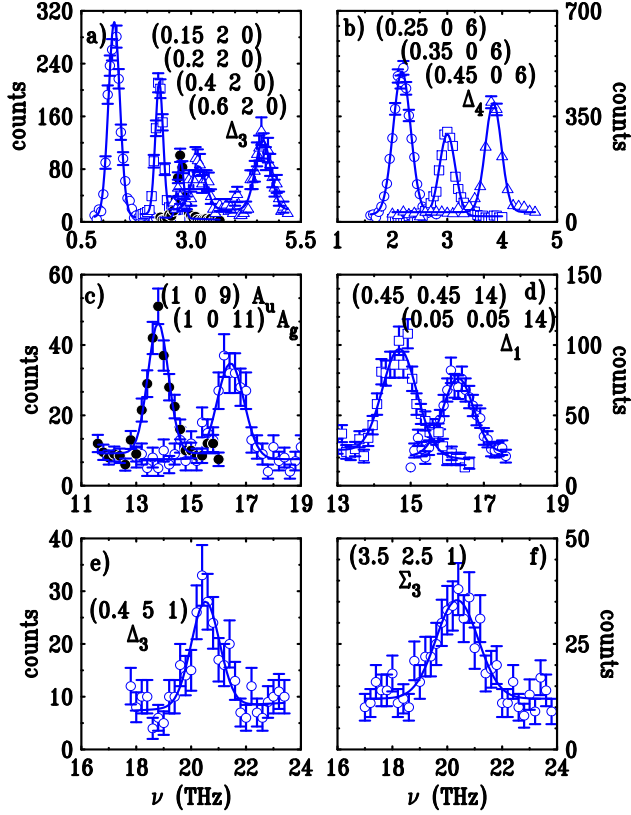 320
240
160
80
0
counts
a)
(0.15 2 0)
(0.2 2 0)
(0.4 2 0)
(0.6 2 0)
Δ3
0.5 3.0 5.5
b) (0.25 0 6)
(0.35 0 6)
(0.45 0 6)
Δ4
700
350
0
counts
1 2 3 4 5
60
40
20
0
counts
c) (1 0 9) Au
(1 0 11) Ag
11 13 15 17 19
(0.45 0.45 14) d)
(0.05 0.05 14)
Δ1
150
100
50
0
counts
13 15 17 19
40
30
20
10
0
counts
e)
(0.4 5 1)
Δ3
16 18 20 22 24
ν (THz)
(3.5 2.5 1) f)
Σ3
50
25
0
counts
16 18 20 22 24
ν (THz)